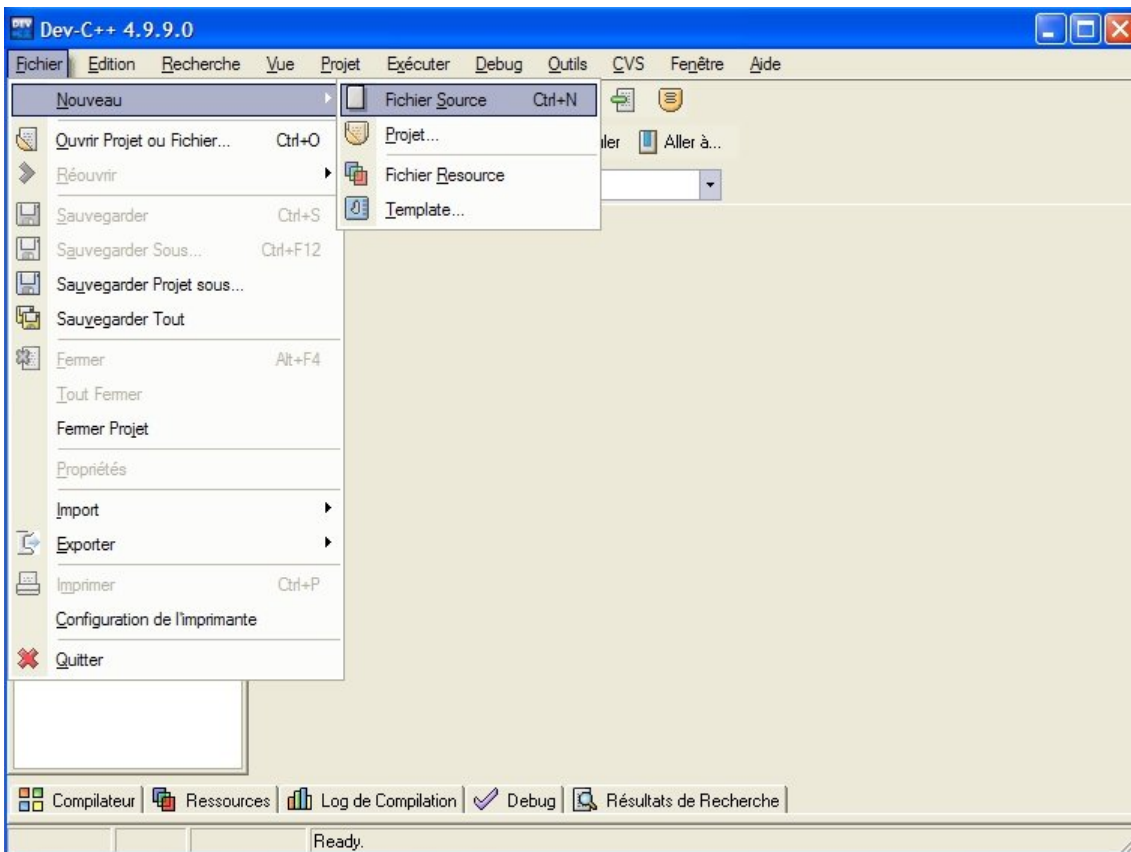 Dev-C++ 4.9.9.0
Fichier Edition Recherche Vue Projet Exécuter Debug Outils CVS Fenêtre Aide
Nouveau
Fichier Source Ctrl+N
Ouvrir Projet ou Fichier... Ctrl+O
Projet...
Aller à...
Réouvrir
Fichier Resource
Sauvegarder Ctrl+S
Template...
Sauvegarder Sous... Ctrl+F12
Sauvegarder Projet sous...
Sauvegarder Tout
Fermer Alt+F4
Tout Fermer
Fermer Projet
Propriétés
Import
Exporter
Imprimer Ctrl+P
Configuration de l'imprimante
Quitter
Compilateur Ressources Log de Compilation Debug Résultats de Recherche
Ready.